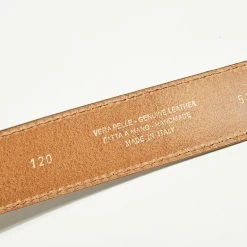 VERA PELLE - GENUINE LEATHER
FATTA A MANO - HANDMADE
MADE IN ITALY
120